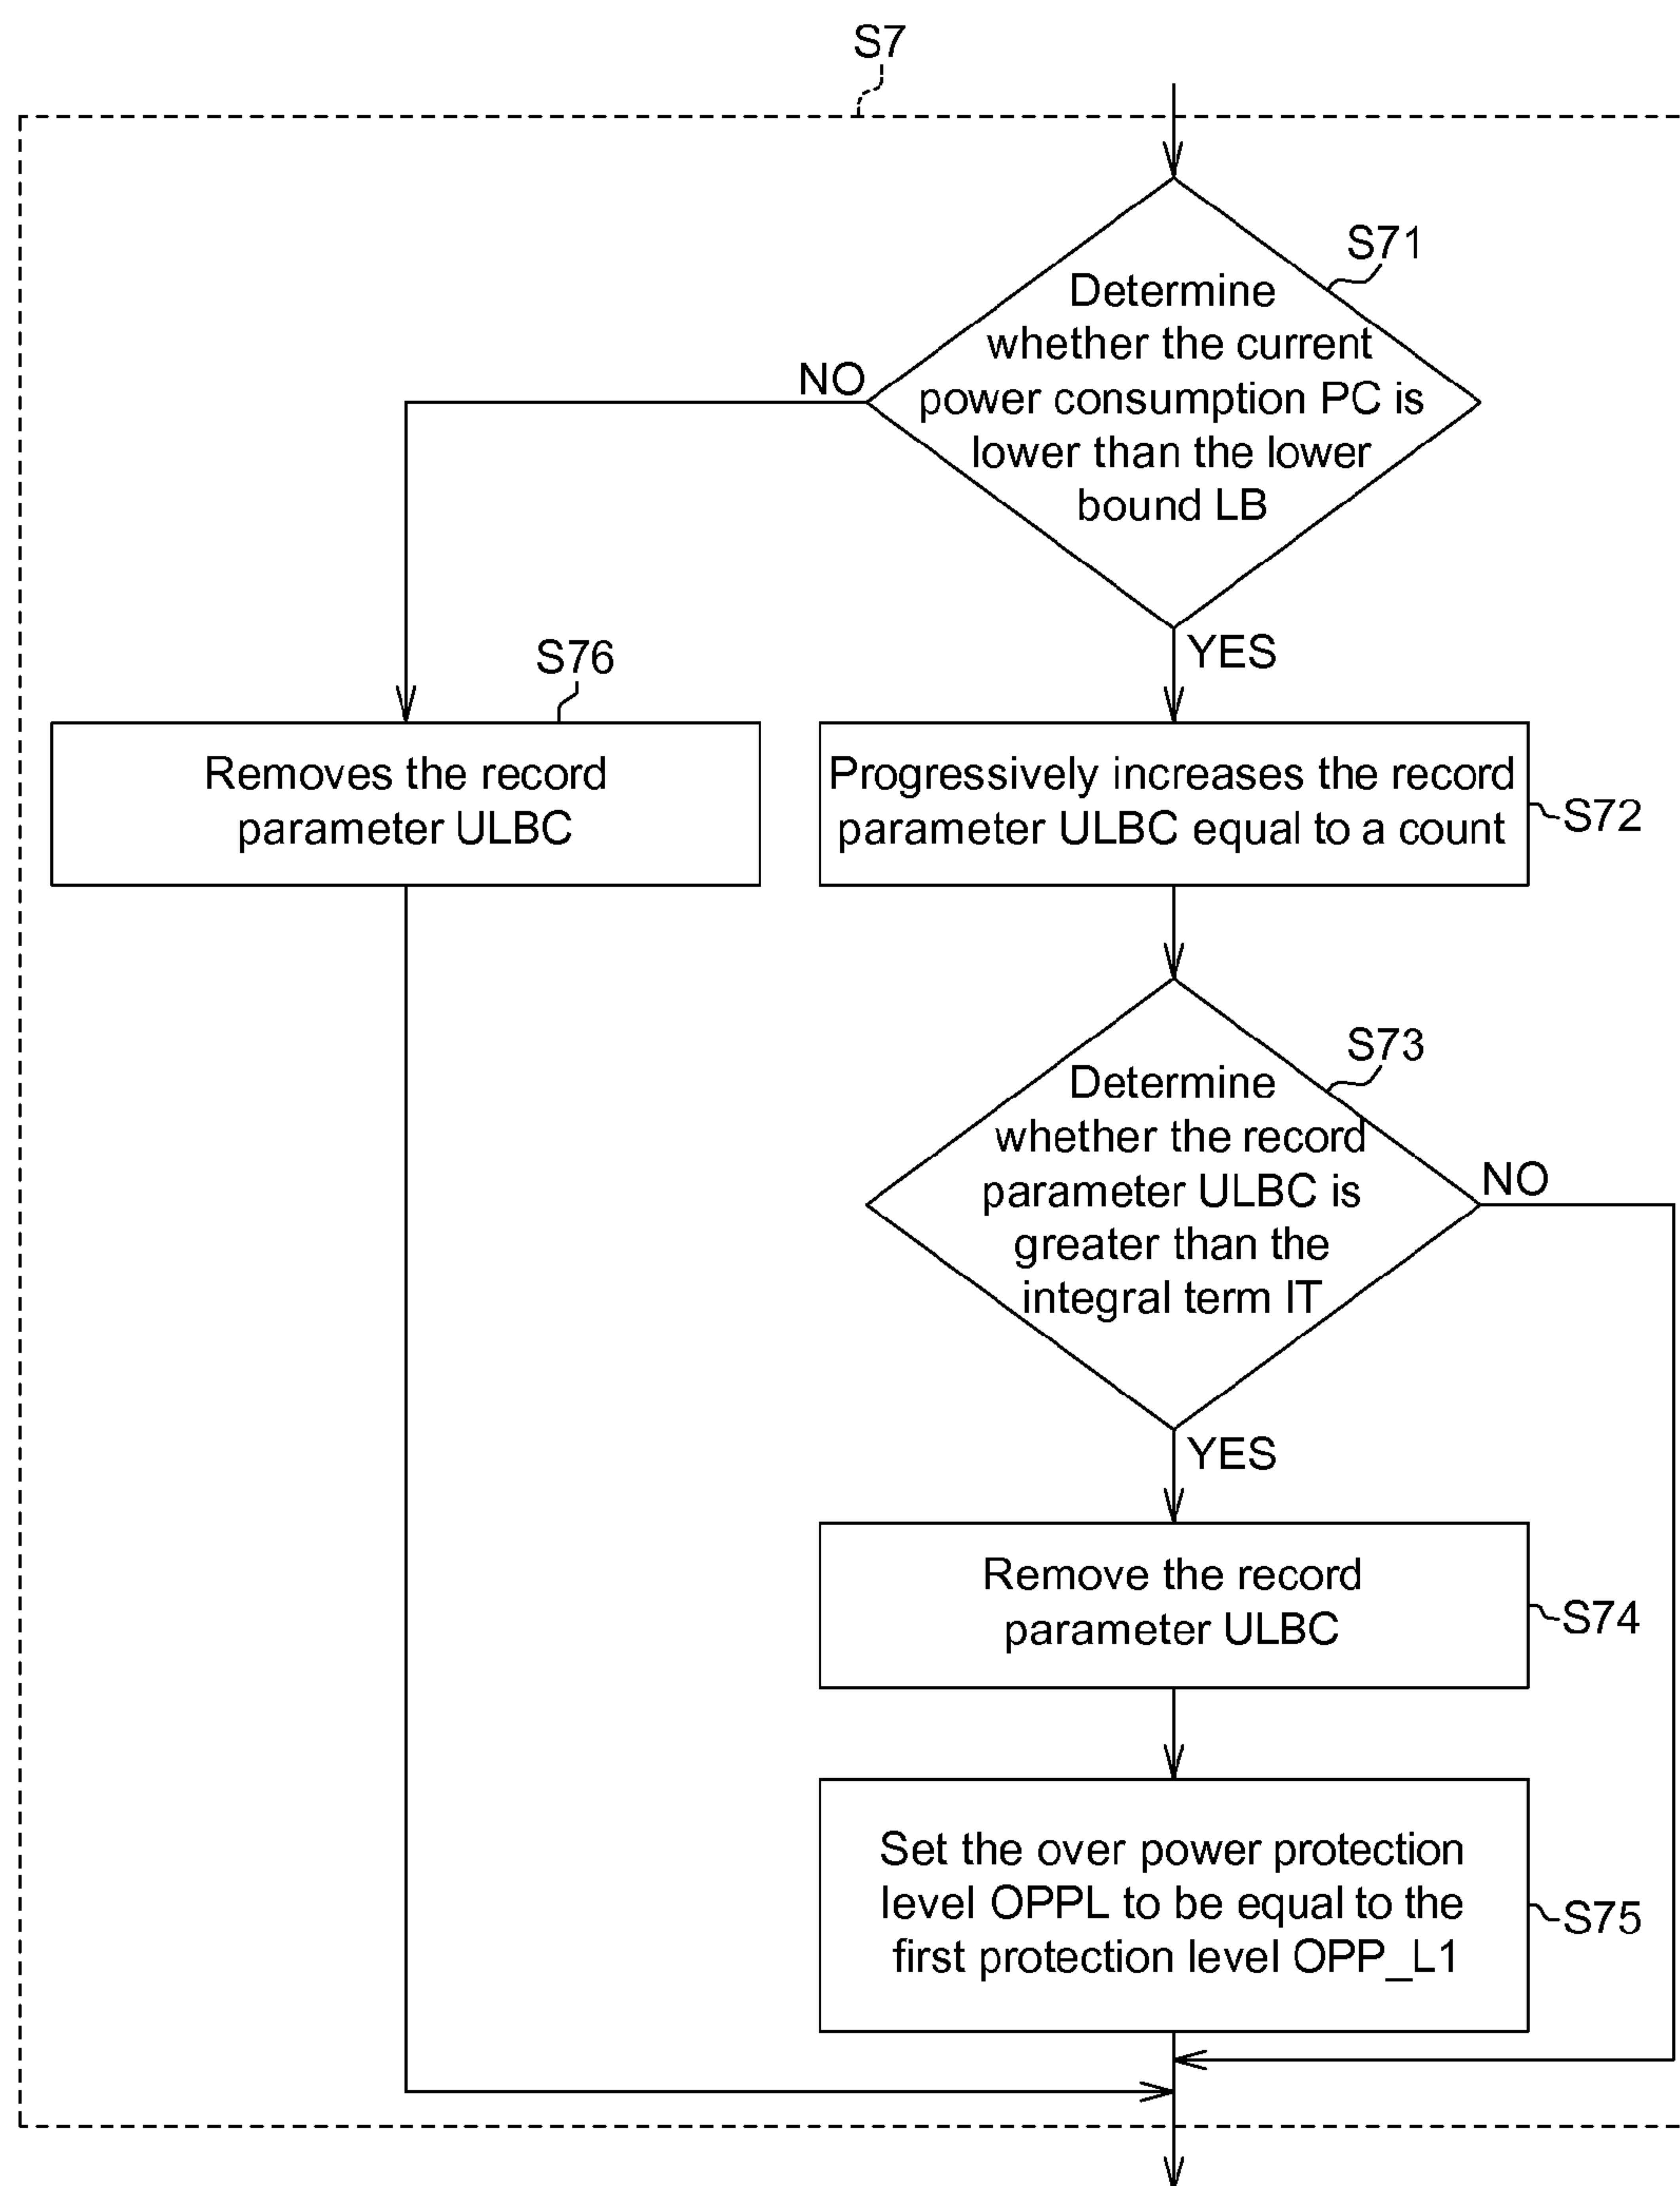 S7
S71
Determine
whether the current
power consumption PC is
lower than the lower
bound LB
NO
YES
S76
Removes the record
parameter ULBC
Progressively increases the record
parameter ULBC equal to a count
S72
S73
Determine
whether the record
parameter ULBC is
greater than the
integral term IT
NO
YES
Remove the record
parameter ULBC
S74
Set the over power protection
level OPPL to be equal to the
first protection level OPP_L1
S75